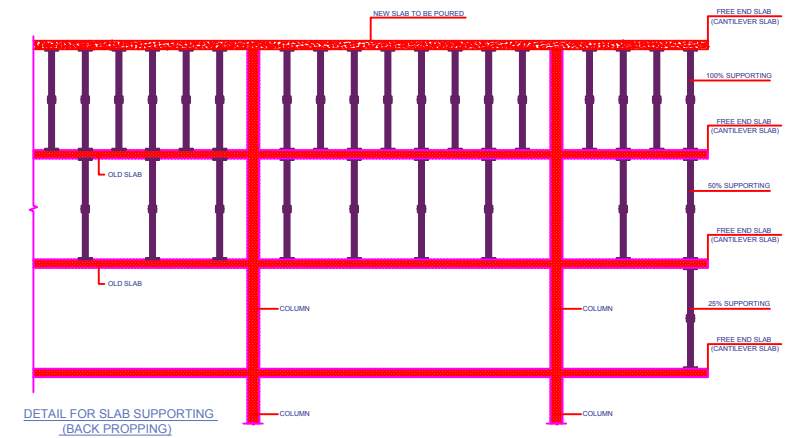 NEW SLAB TO BE POURED
FREE END SLAB
(CANTILEVER SLAB)
100% SUPPORTING
FREE END SLAB
(CANTILEVER SLAB)
OLD SLAB
50% SUPPORTING
FREE END SLAB
(CANTILEVER SLAB)
OLD SLAB
COLUMN
COLUMN
25% SUPPORTING
FREE END SLAB
(CANTILEVER SLAB)
COLUMN
COLUMN
DETAIL FOR SLAB SUPPORTING
(BACK PROPPING)